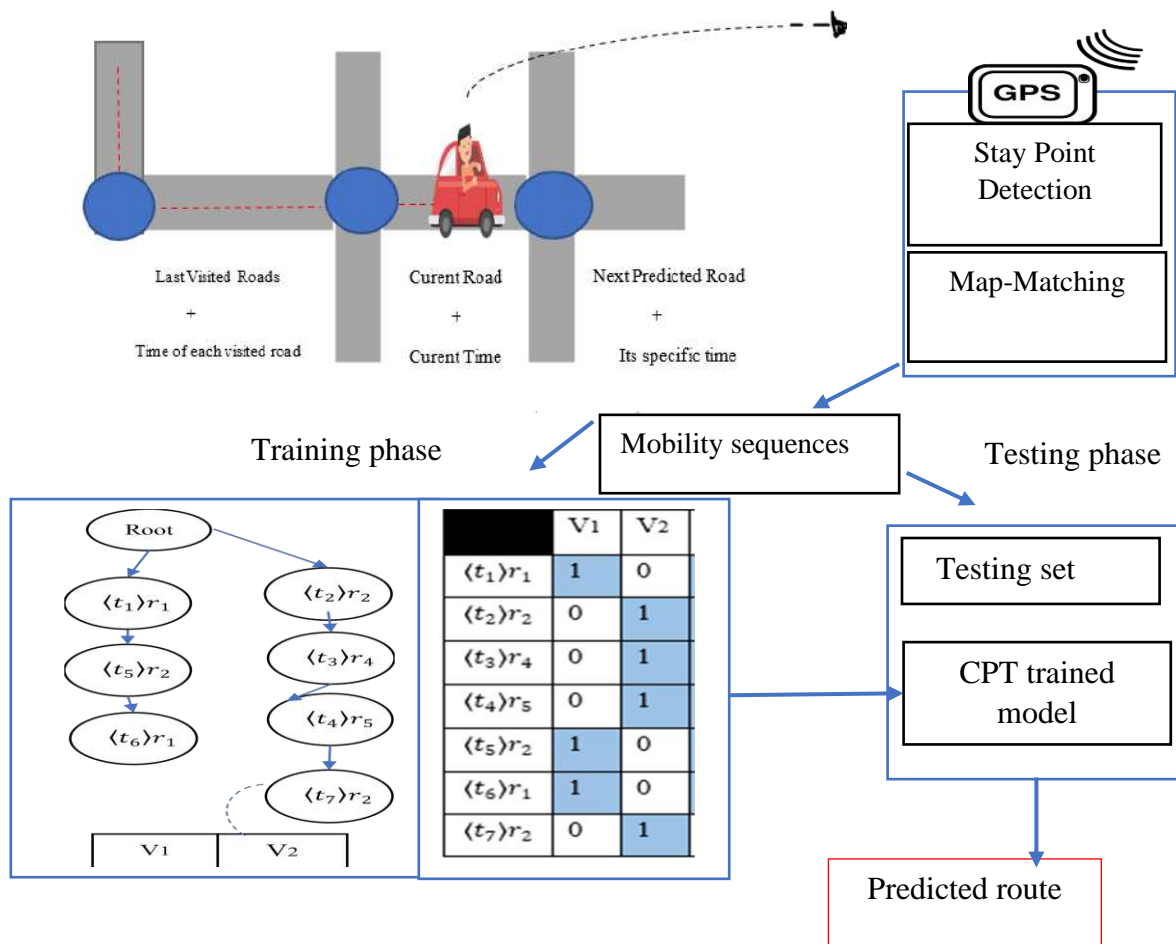 GPS
Stay Point
Detection
Map-Matching
Last Visited Roads
+
Time of each visited road
Curent Road
+
Curent Time
Next Predicted Road
+
Its specific time
Mobility sequences
Training phase
Testing phase
Root
⟨t₁⟩r₁
⟨t₅⟩r₂
⟨t₆⟩r₁
⟨t₂⟩r₂
⟨t₃⟩r₄
⟨t₄⟩r₅
⟨t₇⟩r₂
V1 V2
V1 V2
⟨t₁⟩r₁ 1 0
⟨t₂⟩r₂ 0 1
⟨t₃⟩r₄ 0 1
⟨t₄⟩r₅ 0 1
⟨t₅⟩r₂ 1 0
⟨t₆⟩r₁ 1 0
⟨t₇⟩r₂ 0 1
Testing set
CPT trained
model
Predicted route